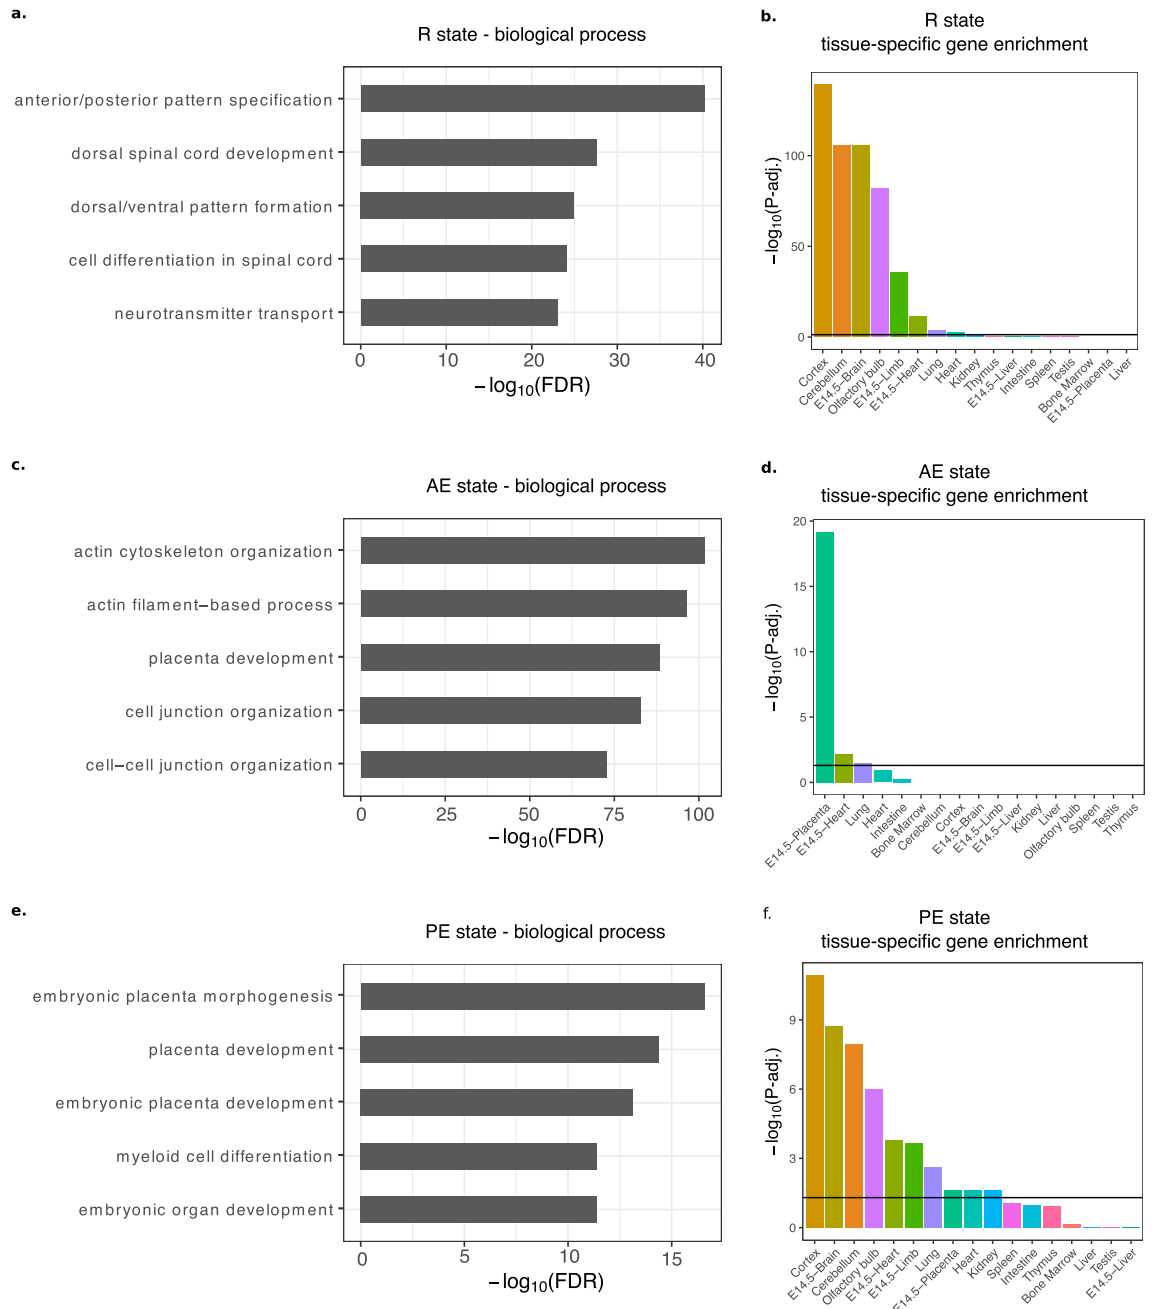 a.
R state - biological process
anterior/posterior pattern specification
dorsal spinal cord development
dorsal/ventral pattern formation
cell differentiation in spinal cord
neurotransmitter transport
0 10 20 30 40
−log10(FDR)
b.
R state
tissue-specific gene enrichment
−log10(P-adj.)
100
50
0
Cortex
Cerebellum
E14.5−Brain
Olfactory bulb
E14.5−Limb
E14.5−Heart
Lung
Heart
Kidney
Thymus
E14.5−Liver
Intestine
Spleen
Testis
Bone Marrow
E14.5−Placenta
Liver
c.
AE state - biological process
actin cytoskeleton organization
actin filament−based process
placenta development
cell junction organization
cell−cell junction organization
0 25 50 75 100
−log10(FDR)
d.
AE state
tissue-specific gene enrichment
−log10(P-adj.)
20
15
10
5
0
E14.5−Placenta
E14.5−Heart
Lung
Heart
Intestine
Bone Marrow
Cerebellum
Cortex
E14.5−Brain
E14.5−Limb
E14.5−Liver
Kidney
Liver
Olfactory bulb
Spleen
Testis
Thymus
e.
PE state - biological process
embryonic placenta morphogenesis
placenta development
embryonic placenta development
myeloid cell differentiation
embryonic organ development
0 5 10 15
−log10(FDR)
f.
PE state
tissue-specific gene enrichment
−log10(P-adj.)
9
6
3
0
Cortex
E14.5−Brain
Cerebellum
Olfactory bulb
E14.5−Heart
E14.5−Limb
Lung
E14.5−Placenta
Heart
Kidney
Spleen
Intestine
Thymus
Bone Marrow
Liver
Testis
E14.5−Liver